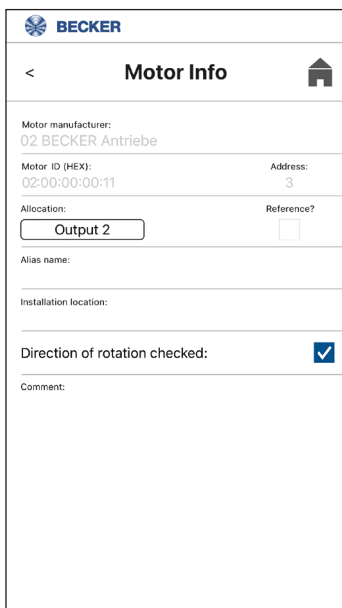 BECKER
< Motor Info
Motor manufacturer:
02 BECKER Antriebe
Motor ID (HEX): Address:
02:00:00:00:11 3
Allocation: Reference?
Output 2
Alias name:
Installation location:
Direction of rotation checked:
Comment: